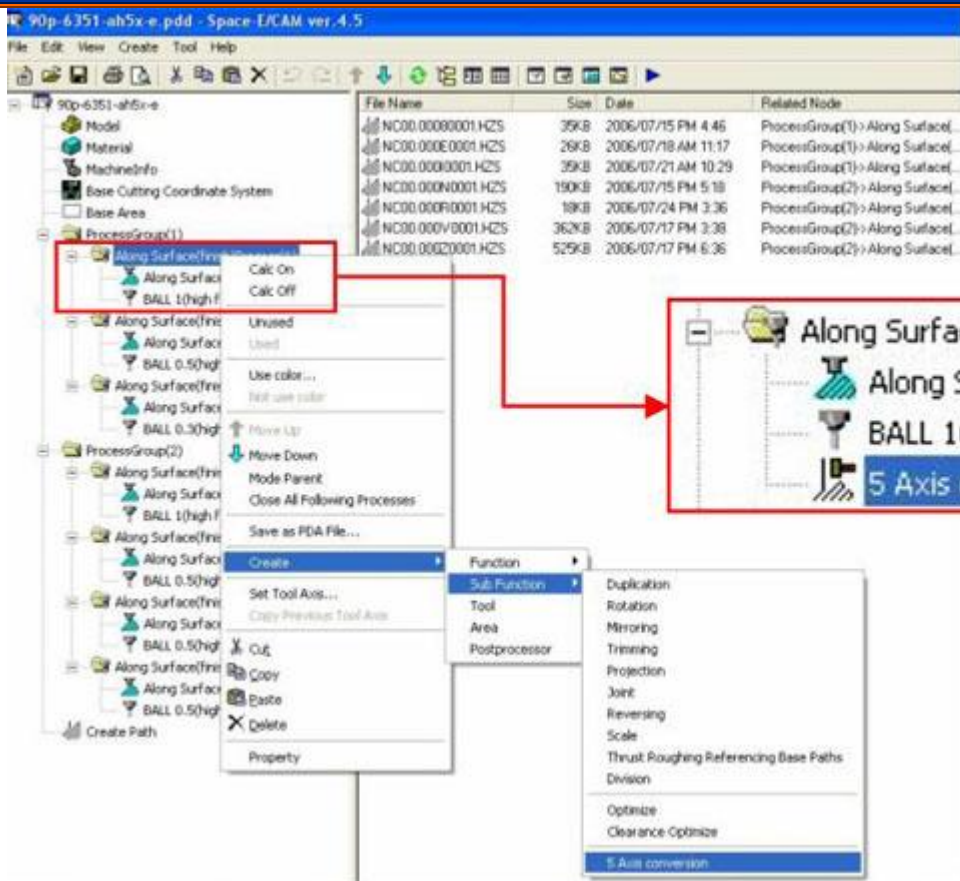 90p-6351-ah5x-e.pdd - Space-E/CAM ver.4.5
File Edit View Create Tool Help
90p-6351-ah5x-e
Model
Material
MachineInfo
Base Cutting Coordinate System
Base Area
ProcessGroup(1)
Along Surface(finis
Along Surface
BALL 1(high f
Along Surface(finis
Along Surface
BALL 0.5(high
Along Surface(finis
Along Surface
BALL 0.3(high
ProcessGroup(2)
Along Surface(finis
Along Surface
BALL 1(high f
Along Surface(finis
Along Surface
BALL 0.5(high
Along Surface(finis
Along Surface
BALL 0.5(high
Along Surface(finis
Along Surface
BALL 0.5(high
Create Path
File Name Size Date Related Node
NC00.000B0001.HZS 35KB 2006/07/15 PM 4:46 ProcessGroup(1)>Along Surface(...
NC00.000E0001.HZS 26KB 2006/07/18 AM 11:17 ProcessGroup(1)>Along Surface(...
NC00.000I0001.HZS 35KB 2006/07/21 AM 10:29 ProcessGroup(1)>Along Surface(...
NC00.000N0001.HZS 190KB 2006/07/15 PM 5:18 ProcessGroup(2)>Along Surface(...
NC00.000R0001.HZS 18KB 2006/07/24 PM 3:36 ProcessGroup(2)>Along Surface(...
NC00.000V0001.HZS 362KB 2006/07/17 PM 3:38 ProcessGroup(2)>Along Surface(...
NC00.000Z0001.HZS 525KB 2006/07/17 PM 6:36 ProcessGroup(2)>Along Surface(...
Calc On
Calc Off
Unused
Used
Use color...
Not use color
Move Up
Move Down
Mode Parent
Close All Following Processes
Save as PDA File...
Create
Set Tool Axis...
Copy Previous Tool Axis
Cut
Copy
Paste
Delete
Property
Function
Sub Function
Tool
Area
Postprocessor
Duplication
Rotation
Mirroring
Trimming
Projection
Joint
Reversing
Scale
Thrust Roughing Referencing Base Paths
Division
Optimize
Clearance Optimize
5 Axis conversion
Along Surfa
Along S
BALL 1(
5 Axis